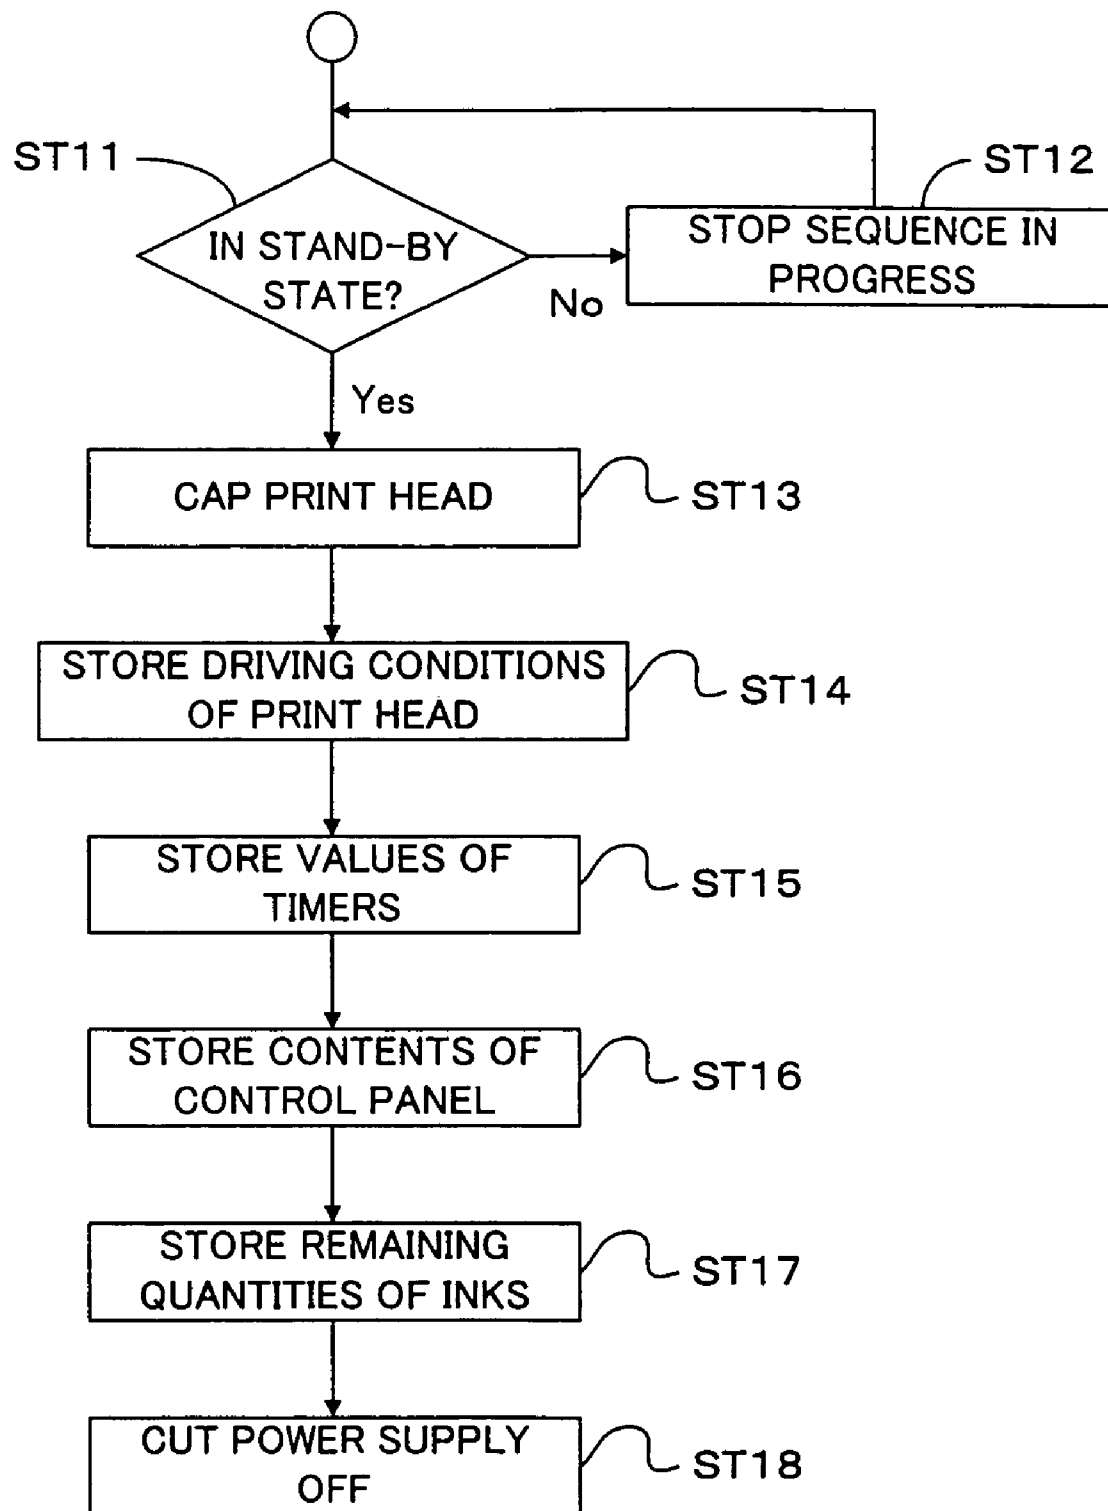 ST11
IN STAND-BY
STATE?
No
ST12
STOP SEQUENCE IN
PROGRESS
Yes
CAP PRINT HEAD
ST13
STORE DRIVING CONDITIONS
OF PRINT HEAD
ST14
STORE VALUES OF
TIMERS
ST15
STORE CONTENTS OF
CONTROL PANEL
ST16
STORE REMAINING
QUANTITIES OF INKS
ST17
CUT POWER SUPPLY
OFF
ST18